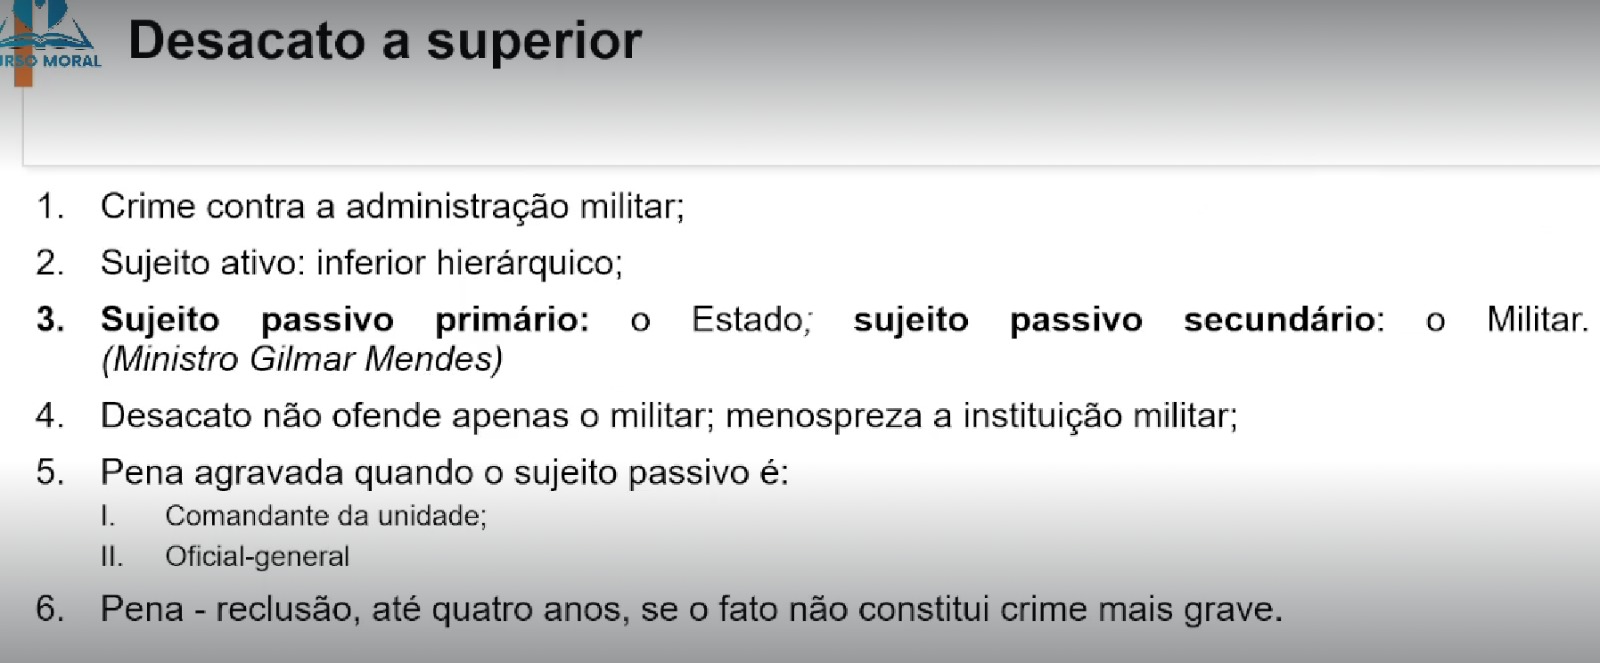 Desacato a superior
RSO MORAL
1. Crime contra a administração militar;
2. Sujeito ativo: inferior hierárquico;
3. Sujeito passivo primário: o Estado; sujeito passivo secundário: o Militar.
(Ministro Gilmar Mendes)
4. Desacato não ofende apenas o militar; menospreza a instituição militar;
5. Pena agravada quando o sujeito passivo é:
I. Comandante da unidade;
II. Oficial-general
6. Pena - reclusão, até quatro anos, se o fato não constitui crime mais grave.